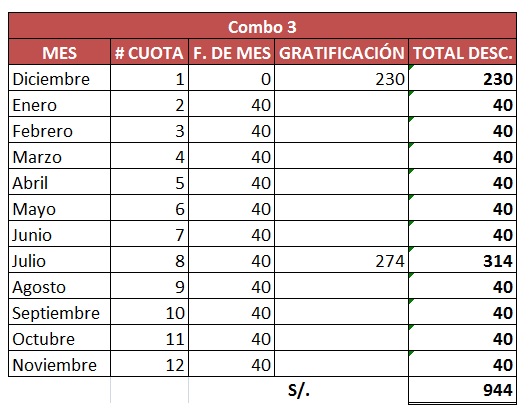 Combo 3
MES # CUOTA F. DE MES GRATIFICACIÓN TOTAL DESC.
Diciembre 1 0 230 230
Enero 2 40 40
Febrero 3 40 40
Marzo 4 40 40
Abril 5 40 40
Mayo 6 40 40
Junio 7 40 40
Julio 8 40 274 314
Agosto 9 40 40
Septiembre 10 40 40
Octubre 11 40 40
Noviembre 12 40 40
S/. 944